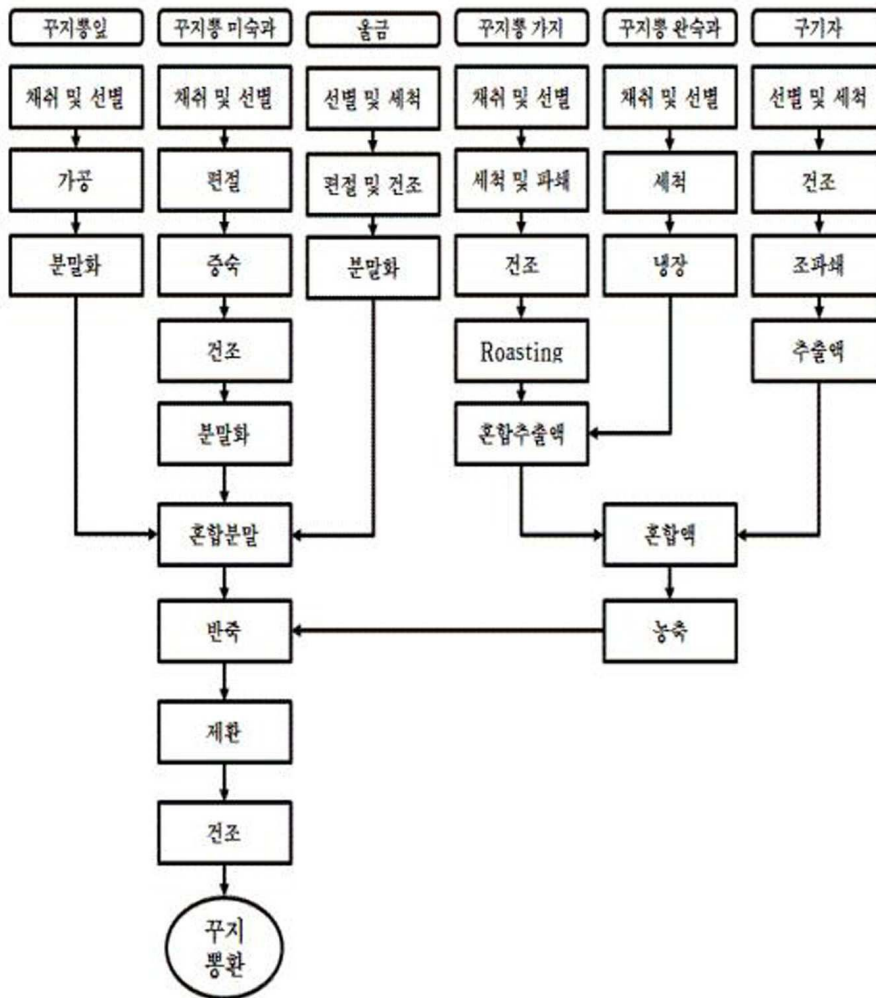 꾸지뽕잎
꾸지뽕 미숙과
울금
꾸지뽕 가지
꾸지뽕 완숙과
구기자
채취 및 선별
채취 및 선별
선별 및 세척
채취 및 선별
채취 및 선별
선별 및 세척
가공
편절
편절 및 건조
세척 및 파쇄
세척
건조
분말화
증숙
분말화
건조
냉장
조파쇄
건조
Roasting
추출액
분말화
혼합추출액
혼합분말
혼합액
반죽
농축
제환
건조
꾸지
뽕환